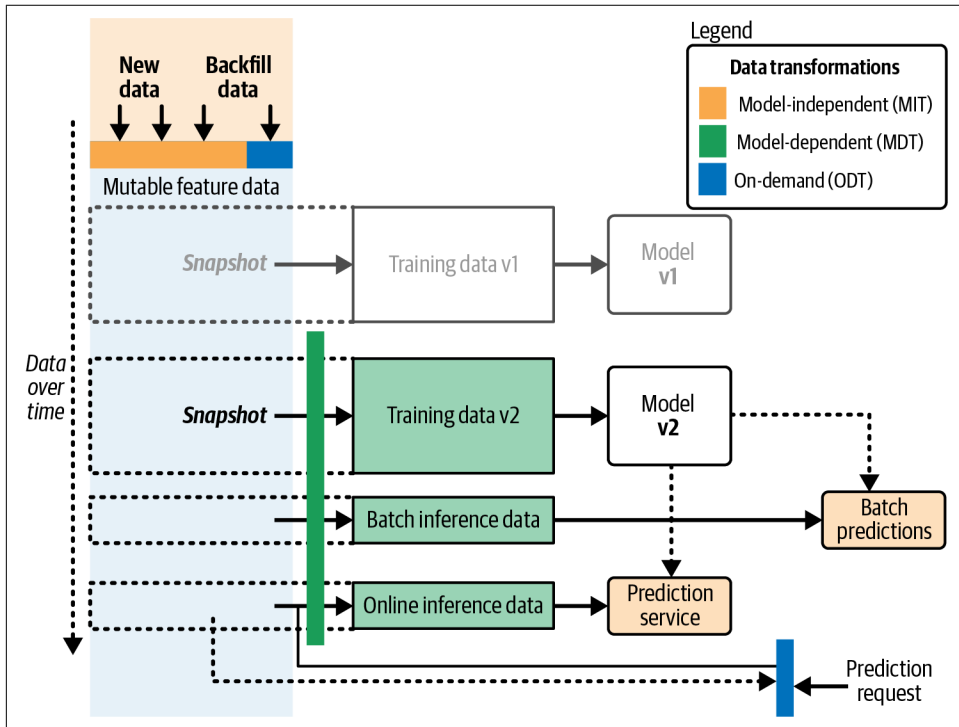 Legend
Data transformations
Model-independent (MIT)
Model-dependent (MDT)
On-demand (ODT)
New
data
Backfill
data
Mutable feature data
Snapshot
Training data v1
Model
v1
Data
over
time
Snapshot
Training data v2
Model
v2
Batch inference data
Batch
predictions
Online inference data
Prediction
service
Prediction
request